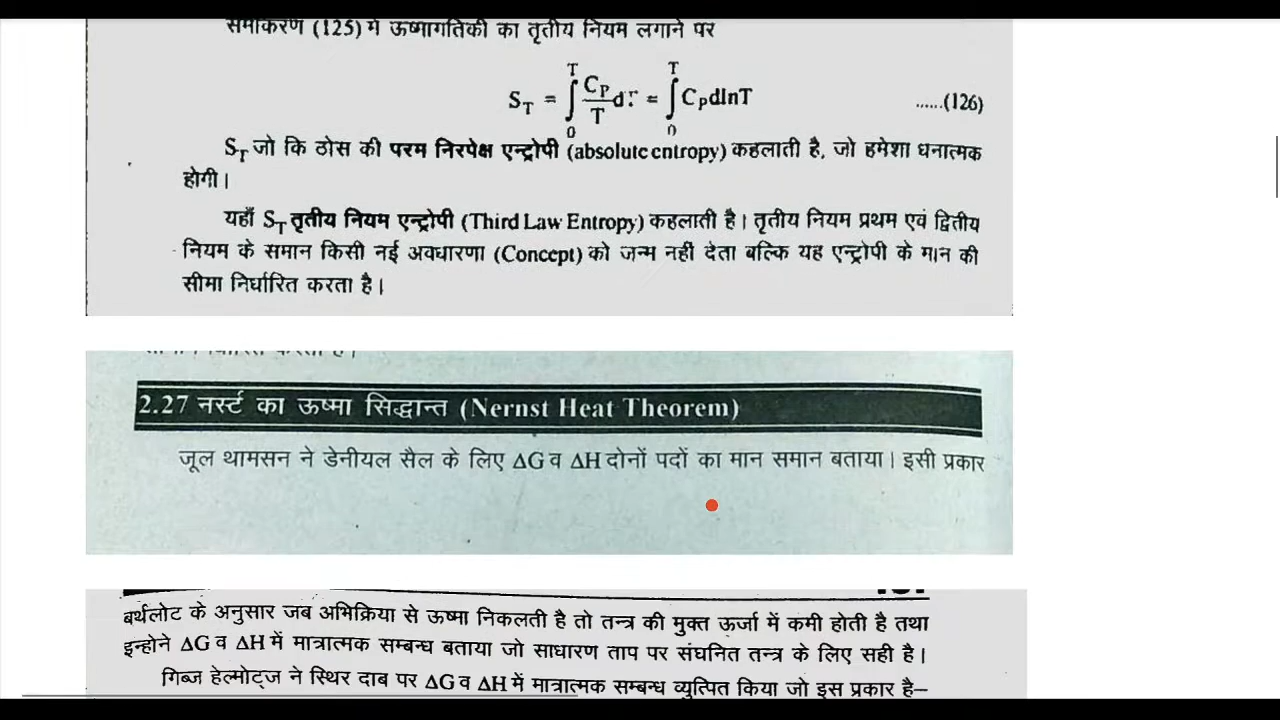 समीकरण (125) में ऊष्मागतिकी का तृतीय नियम लगाने पर
S_T = ∫₀ᵀ C_P/T dT = ∫₀ᵀ C_P dlnT ......(126)
S_T जो कि ठोस की परम निरपेक्ष एन्ट्रोपी (absolute entropy) कहलाती है, जो हमेशा धनात्मक
होगी।
यहाँ S_T तृतीय नियम एन्ट्रोपी (Third Law Entropy) कहलाती है। तृतीय नियम प्रथम एवं द्वितीय
नियम के समान किसी नई अवधारणा (Concept) को जन्म नहीं देता बल्कि यह एन्ट्रोपी के मान की
सीमा निर्धारित करता है।
2.27 नर्स्ट का ऊष्मा सिद्धान्त (Nernst Heat Theorem)
जूल थामसन ने डेनीयल सैल के लिए ΔG व ΔH दोनों पदों का मान समान बताया। इसी प्रकार
बर्थलोट के अनुसार जब अभिक्रिया से ऊष्मा निकलती है तो तन्त्र की मुक्त ऊर्जा में कमी होती है तथा
इन्होने ΔG व ΔH में मात्रात्मक सम्बन्ध बताया जो साधारण ताप पर संघनित तन्त्र के लिए सही है।
गिब्ज हेल्मोट्ज ने स्थिर दाब पर ΔG व ΔH में मात्रात्मक सम्बन्ध व्युत्पित किया जो इस प्रकार है–